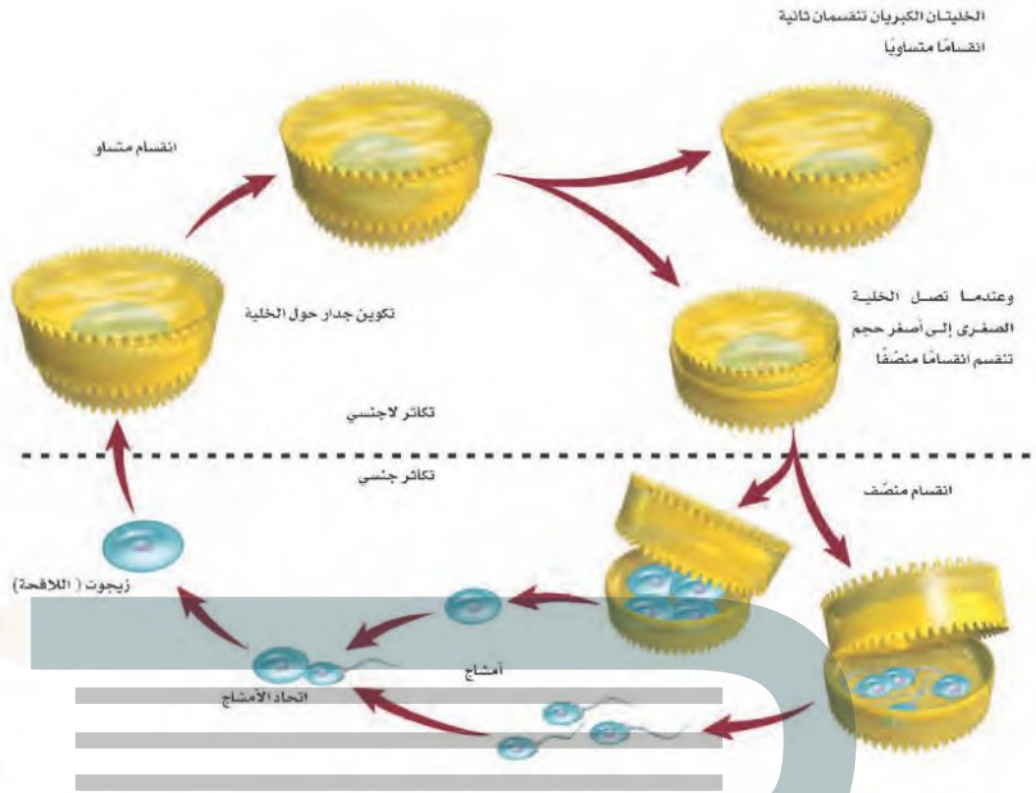 الخليتان الكبريان تنقسمان ثانية
انقسامًا متساويًا
انقسام متساو
تكوين جدار حول الخلية
وعندما تصل الخلية
الصغرى إلى أصغر حجم
تنقسم انقسامًا منصّفًا
تكاثر لاجنسي
تكاثر جنسي
انقسام منصّف
زيجوت (اللاقحة)
أمشاج
اتحاد الأمشاج